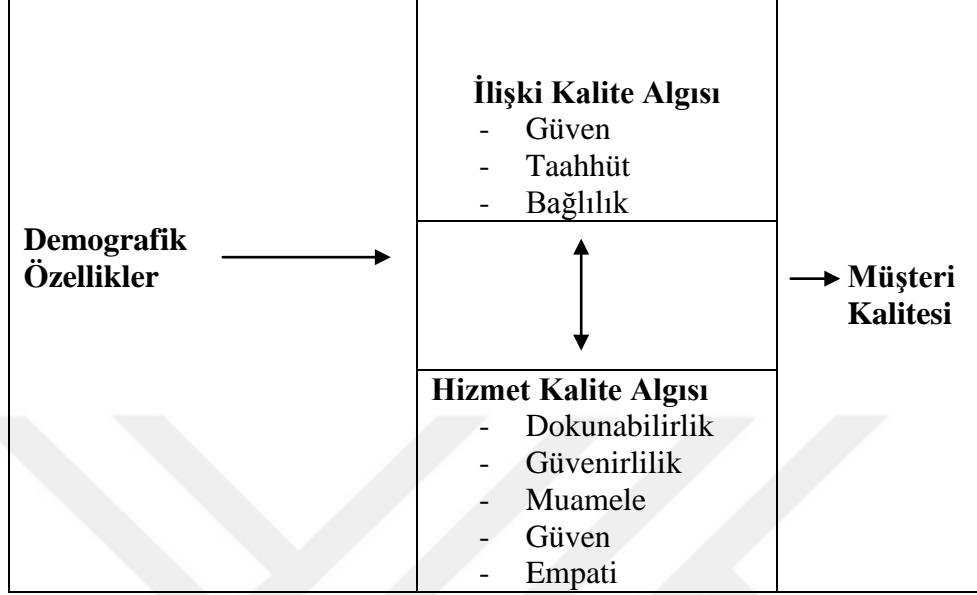 İlişki Kalite Algısı
- Güven
- Taahhüt
- Bağlılık
Demografik
Özellikler
Müşteri
Kalitesi
Hizmet Kalite Algısı
- Dokunabilirlik
- Güvenirlilik
- Muamele
- Güven
- Empati